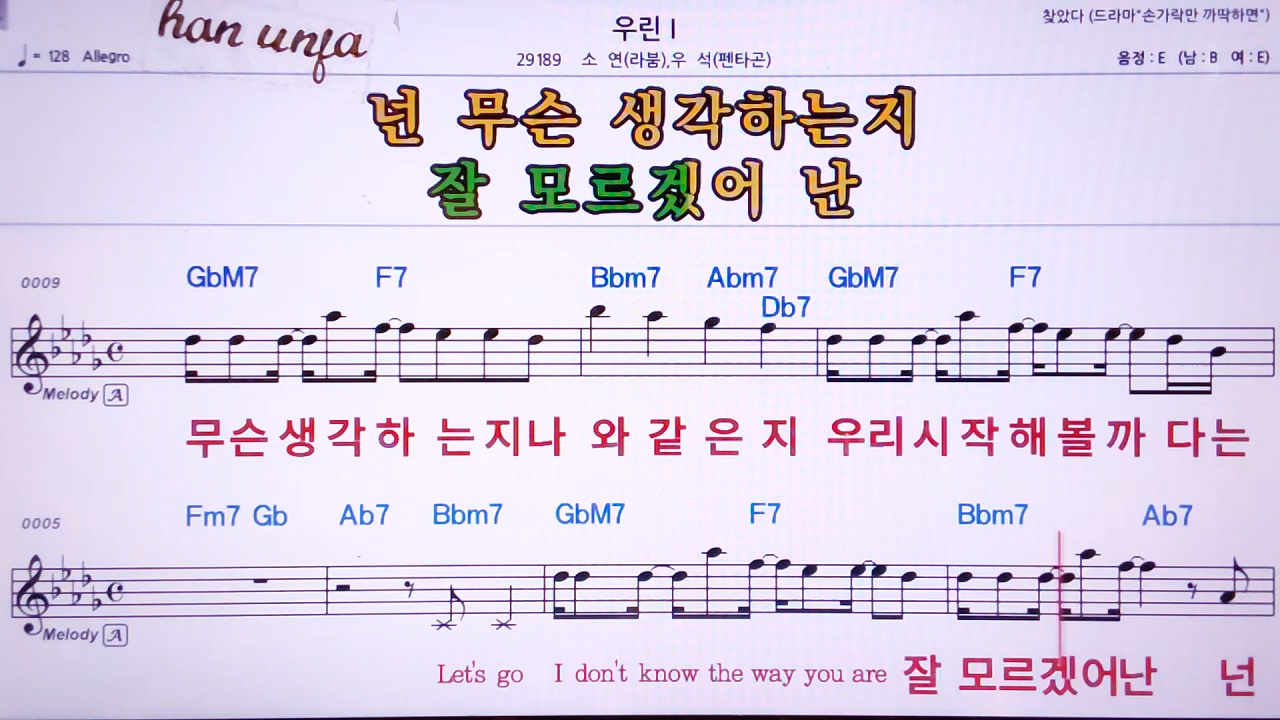 han unja
우린 I
찾았다 (드라마"손가락만 까딱하면")
♩= 128 Allegro
29189 소 연(라붐),우 석(펜타곤)
음정 : E (남 : B 여 : E)
넌 무슨 생각하는지
잘 모르겠어 난
0009 GbM7 F7 Bbm7 Abm7 Db7 GbM7 F7
Melody A
무슨생각하 는지나 와 같 은 지 우리시작해볼까 다는
0005 Fm7 Gb Ab7 Bbm7 GbM7 F7 Bbm7 Ab7
Melody A
Let's go I don't know the way you are 잘 모르겠어난 넌